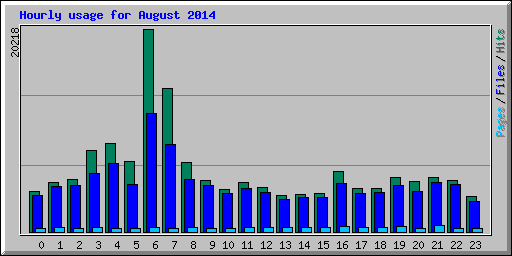 Hourly usage for August 2014
20218
Pages / Files / Hits
0 1 2 3 4 5 6 7 8 9 10 11 12 13 14 15 16 17 18 19 20 21 22 23